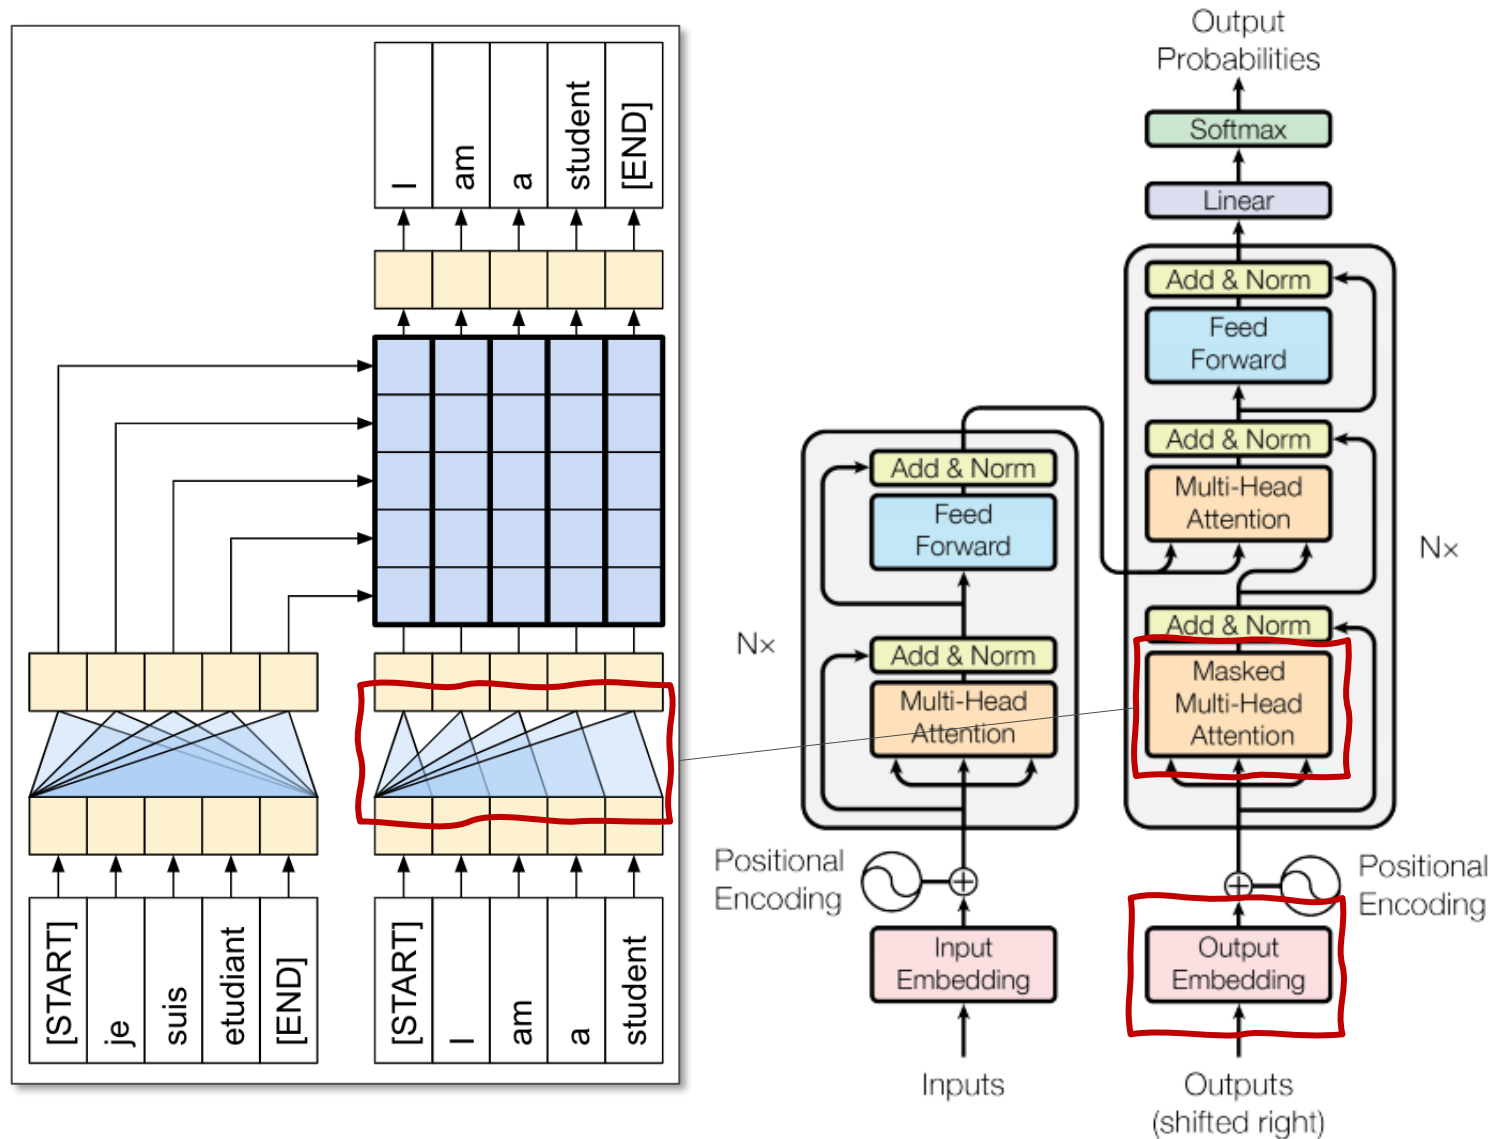 I
am
a
student
[END]
[START]
je
suis
etudiant
[END]
[START]
I
am
a
student
Output
Probabilities
Softmax
Linear
Add & Norm
Feed
Forward
Add & Norm
Multi-Head
Attention
Nx
Add & Norm
Masked
Multi-Head
Attention
Add & Norm
Feed
Forward
Nx
Add & Norm
Multi-Head
Attention
Positional
Encoding
Positional
Encoding
Input
Embedding
Output
Embedding
Inputs
Outputs
(shifted right)